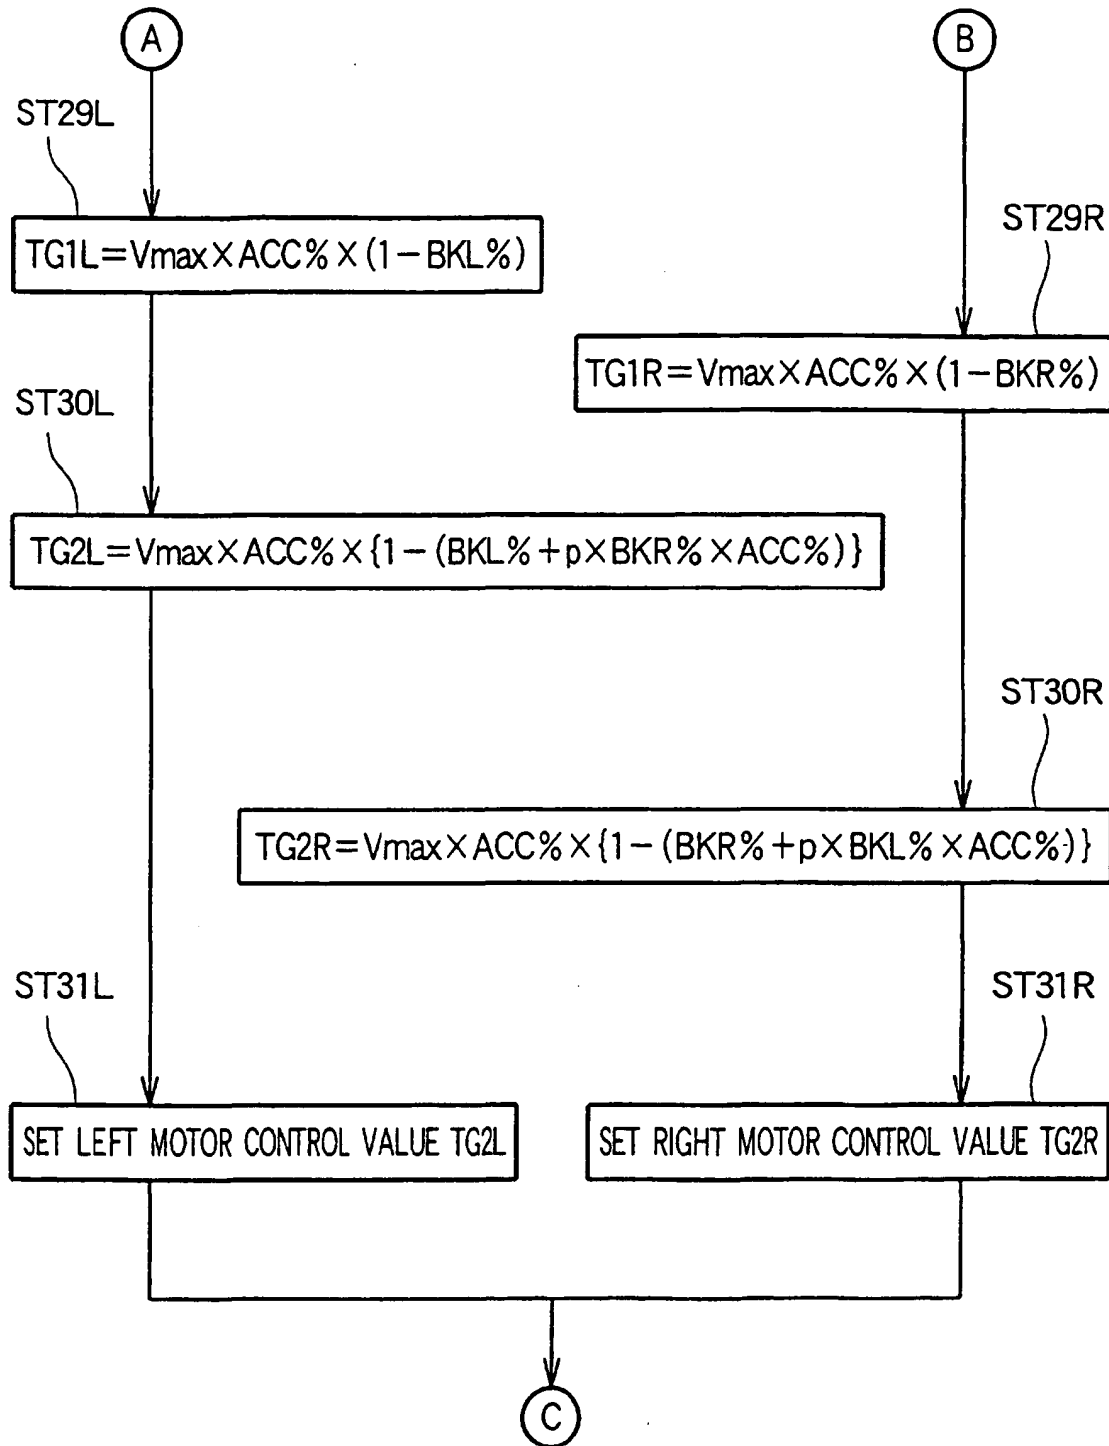 A
B
ST29L
TG1L=Vmax×ACC%×(1-BKL%)
ST29R
TG1R=Vmax×ACC%×(1-BKR%)
ST30L
TG2L=Vmax×ACC%×{1-(BKL%+p×BKR%×ACC%)}
ST30R
TG2R=Vmax×ACC%×{1-(BKR%+p×BKL%×ACC%)}
ST31L
ST31R
SET LEFT MOTOR CONTROL VALUE TG2L
SET RIGHT MOTOR CONTROL VALUE TG2R
C